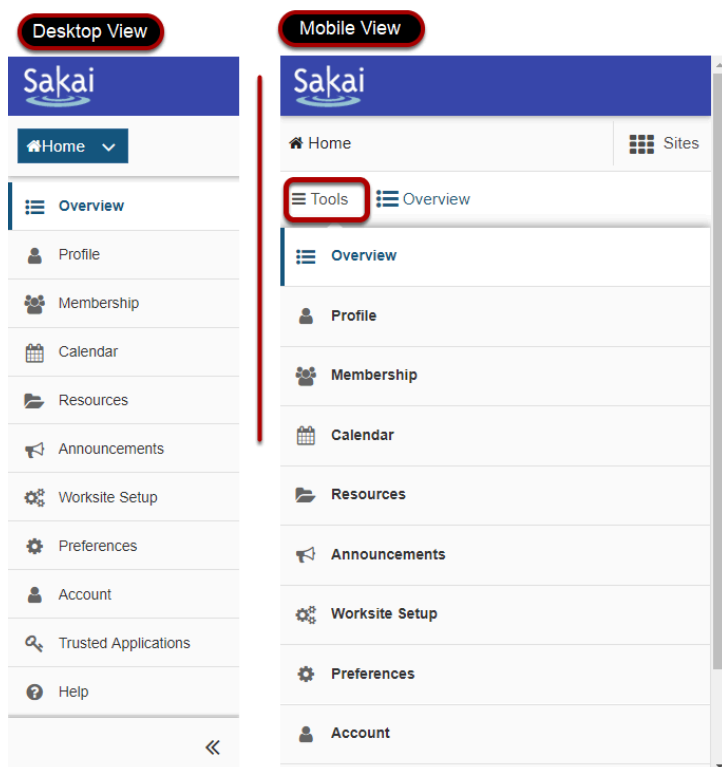 Desktop View
Sakai
Home
Overview
Profile
Membership
Calendar
Resources
Announcements
Worksite Setup
Preferences
Account
Trusted Applications
Help
Mobile View
Sakai
Home
Sites
Tools
Overview
Overview
Profile
Membership
Calendar
Resources
Announcements
Worksite Setup
Preferences
Account